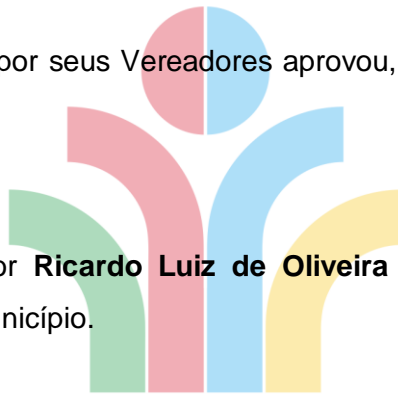 por seus Vereadores aprovou,
or Ricardo Luiz de Oliveira
nicípio.